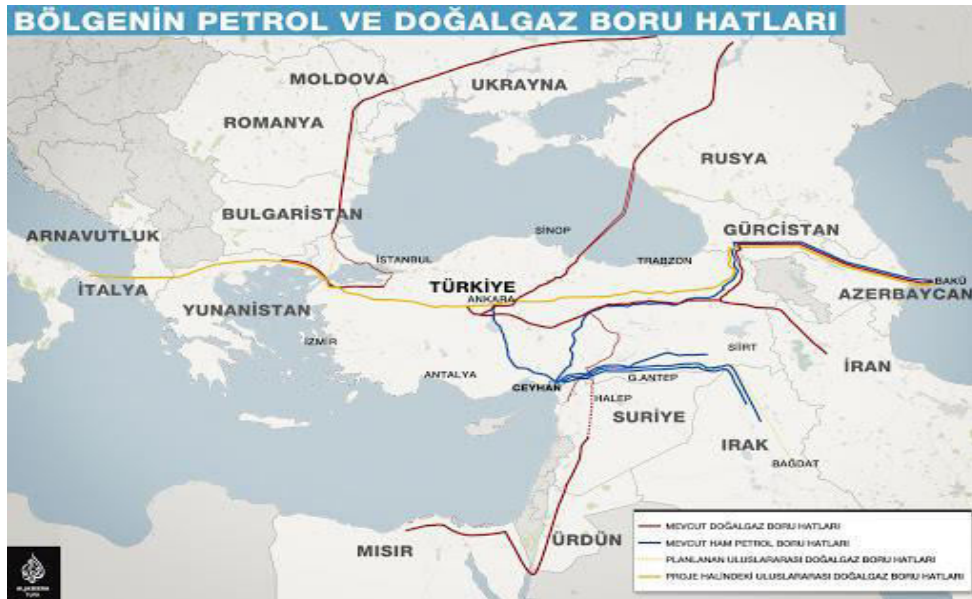 BÖLGENİN PETROL VE DOĞALGAZ BORU HATLARI
MOLDOVA
UKRAYNA
ROMANYA
RUSYA
BULGARİSTAN
ARNAVUTLUK
SİNOP
GÜRCİSTAN
İSTANBUL
TRABZON
İTALYA
TÜRKİYE
ANKARA
BAKÜ
AZERBAYCAN
YUNANİSTAN
İZMİR
SİİRT
İRAN
ANTALYA
CEYHAN
G.ANTEP
HALEP
SURİYE
IRAK
BAĞDAT
MISIR
ÜRDÜN
MEVCUT DOĞALGAZ BORU HATLARI
MEVCUT HAM PETROL BORU HATLARI
PLANLANAN ULUSLARARASI DOĞALGAZ BORU HATLARI
PROJE HALİNDEKİ ULUSLARARASI DOĞALGAZ BORU HATLARI